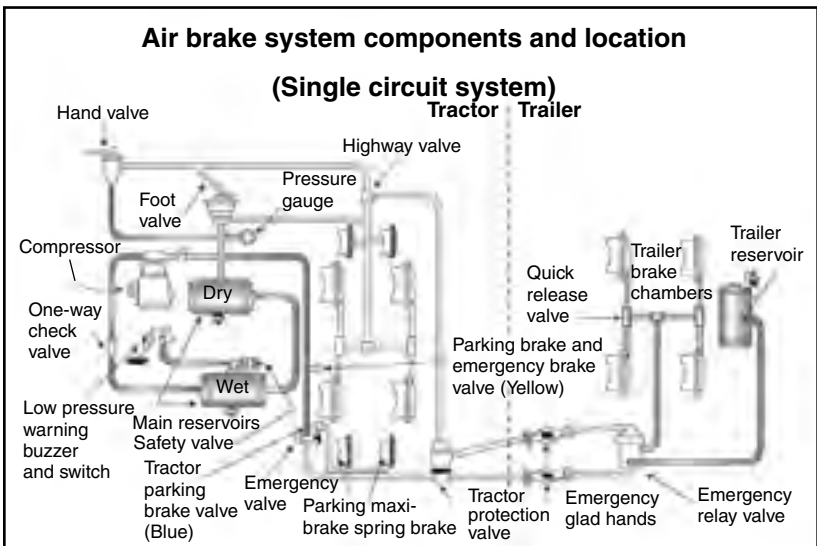 Air brake system components and location
(Single circuit system)
Tractor
Trailer
Hand valve
Highway valve
Foot
valve
Pressure
gauge
Compressor
One-way
check
valve
Dry
Wet
Low pressure
warning
buzzer
and switch
Main reservoirs
Safety valve
Tractor
parking
brake valve
(Blue)
Emergency
valve
Parking maxi-
brake spring brake
Parking brake and
emergency brake
valve (Yellow)
Tractor
protection
valve
Quick
release
valve
Trailer
brake
chambers
Trailer
reservoir
Emergency
glad hands
Emergency
relay valve